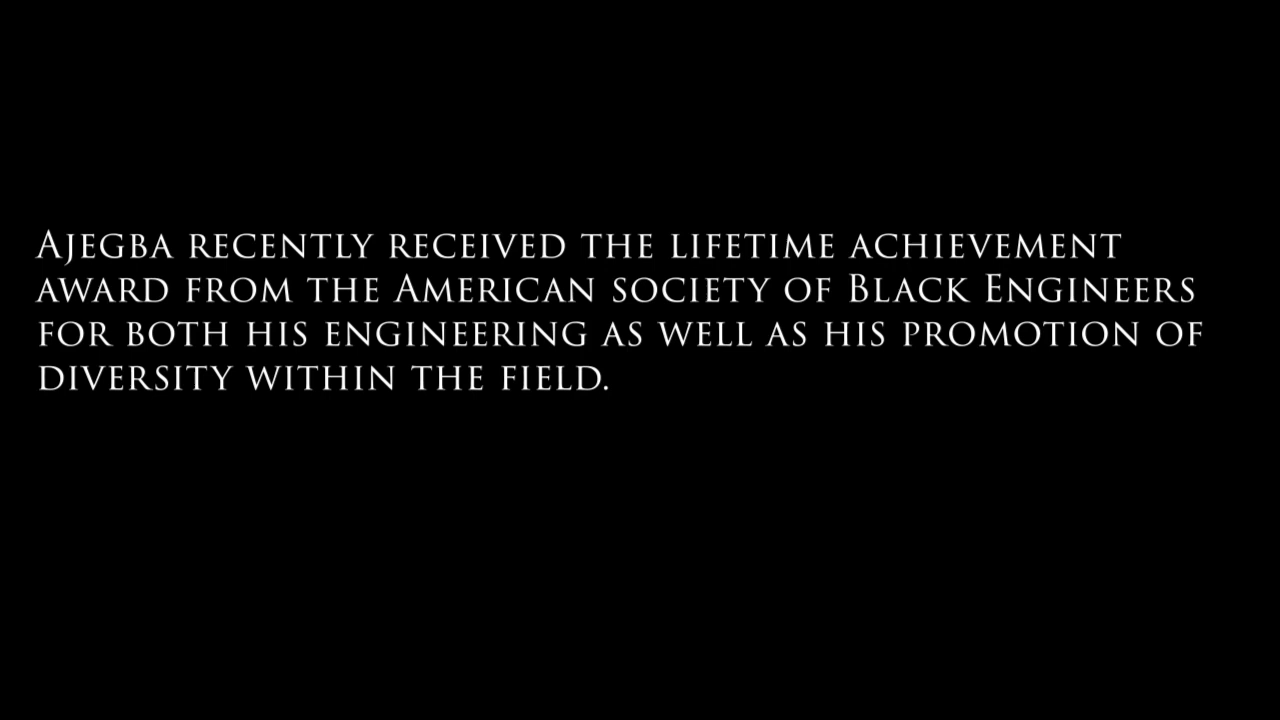 Ajegba recently received the lifetime achievement
award from the American society of Black Engineers
for both his engineering as well as his promotion of
diversity within the field.